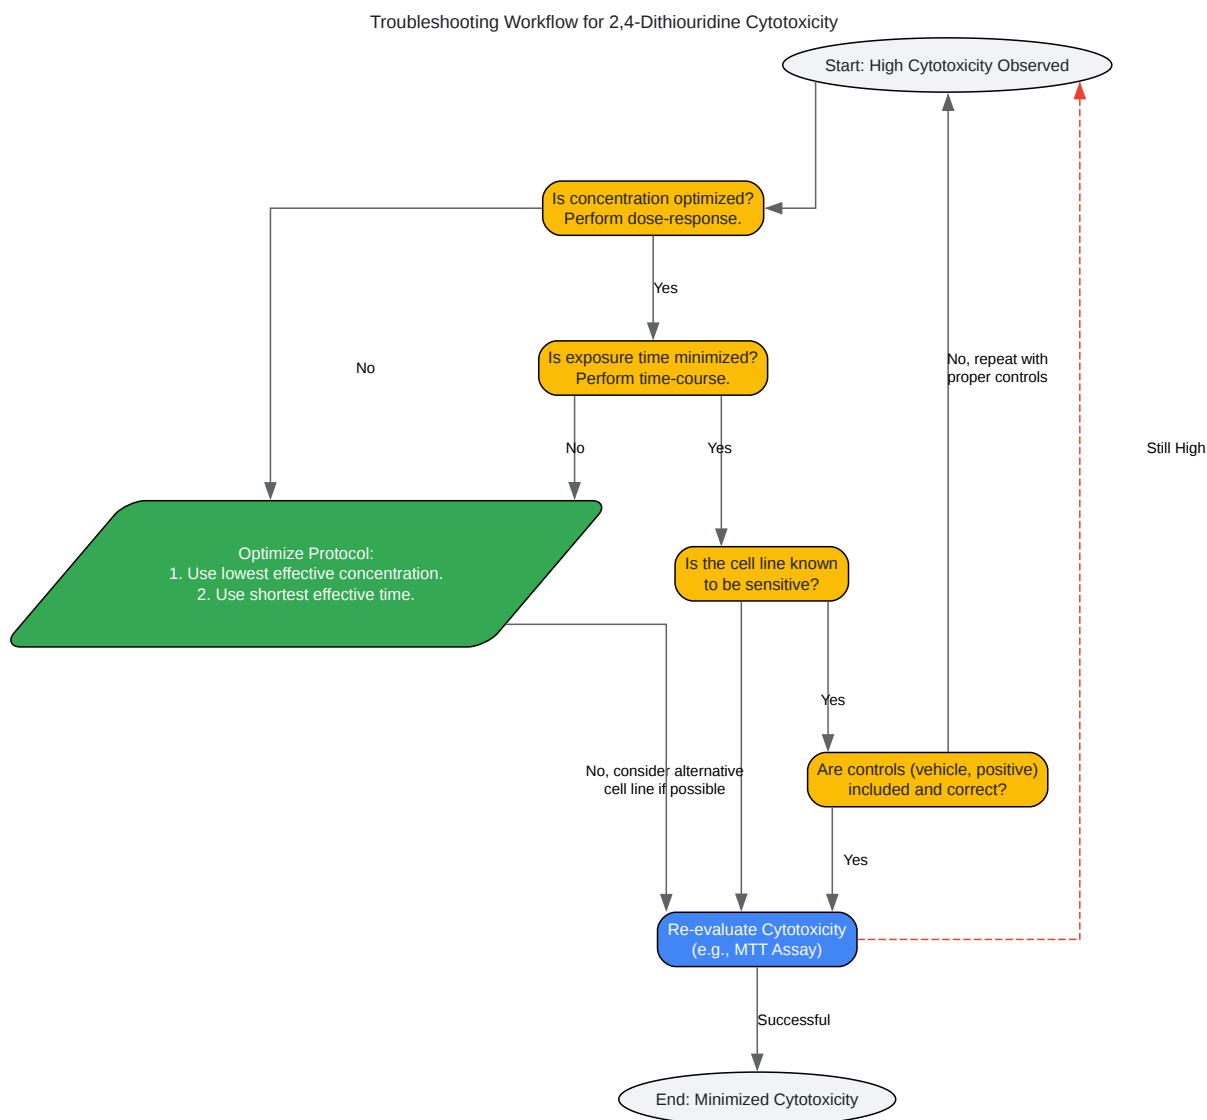 Troubleshooting Workflow for 2,4-Dithiouridine Cytotoxicity
Start: High Cytotoxicity Observed
Is concentration optimized?
Perform dose-response.
Yes
Is exposure time minimized?
Perform time-course.
No
No, repeat with
proper controls
No
Yes
Still High
Optimize Protocol:
1. Use lowest effective concentration.
2. Use shortest effective time.
Is the cell line known
to be sensitive?
Yes
No, consider alternative
cell line if possible
Are controls (vehicle, positive)
included and correct?
Yes
Re-evaluate Cytotoxicity
(e.g., MTT Assay)
Successful
End: Minimized Cytotoxicity